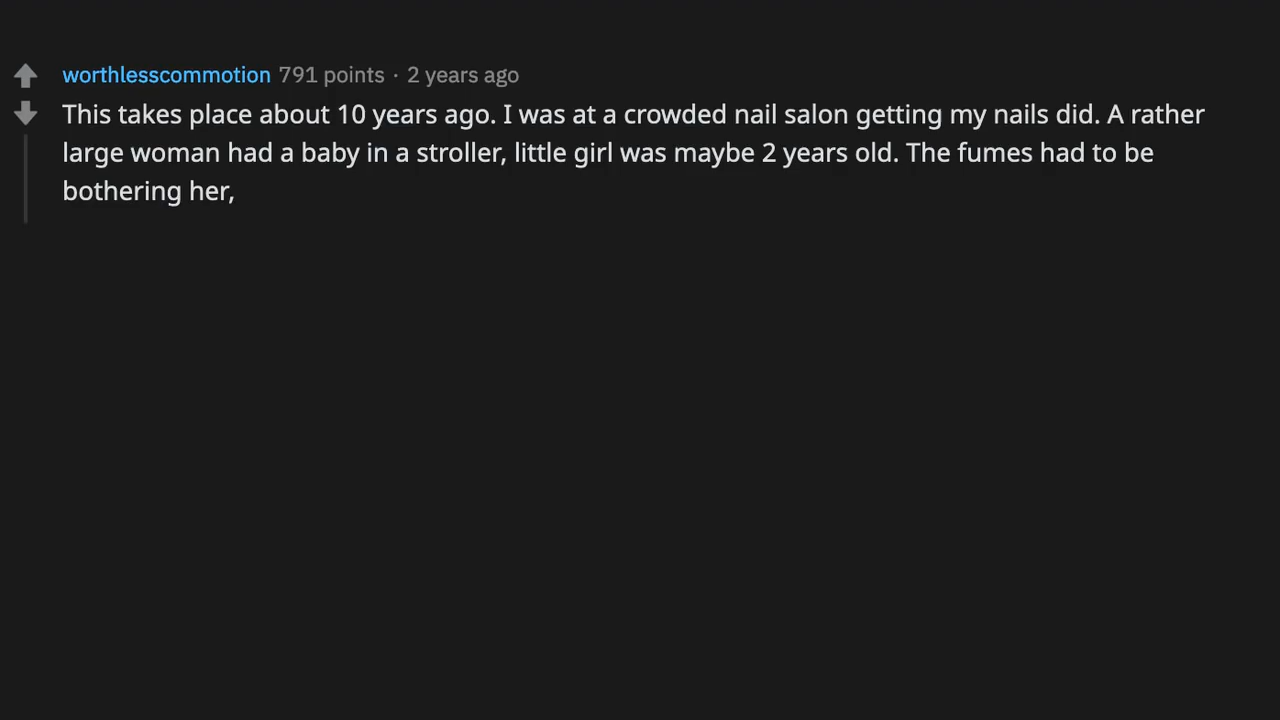 worthlesscommotion 791 points · 2 years ago
This takes place about 10 years ago. I was at a crowded nail salon getting my nails did. A rather
large woman had a baby in a stroller, little girl was maybe 2 years old. The fumes had to be
bothering her,